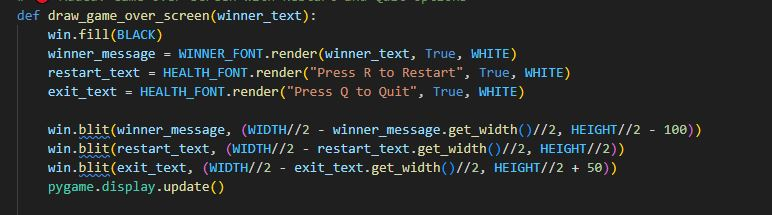 def draw_game_over_screen(winner_text):
    win.fill(BLACK)
    winner_message = WINNER_FONT.render(winner_text, True, WHITE)
    restart_text = HEALTH_FONT.render("Press R to Restart", True, WHITE)
    exit_text = HEALTH_FONT.render("Press Q to Quit", True, WHITE)

    win.blit(winner_message, (WIDTH//2 - winner_message.get_width()//2, HEIGHT//2 - 100))
    win.blit(restart_text, (WIDTH//2 - restart_text.get_width()//2, HEIGHT//2))
    win.blit(exit_text, (WIDTH//2 - exit_text.get_width()//2, HEIGHT//2 + 50))
    pygame.display.update()